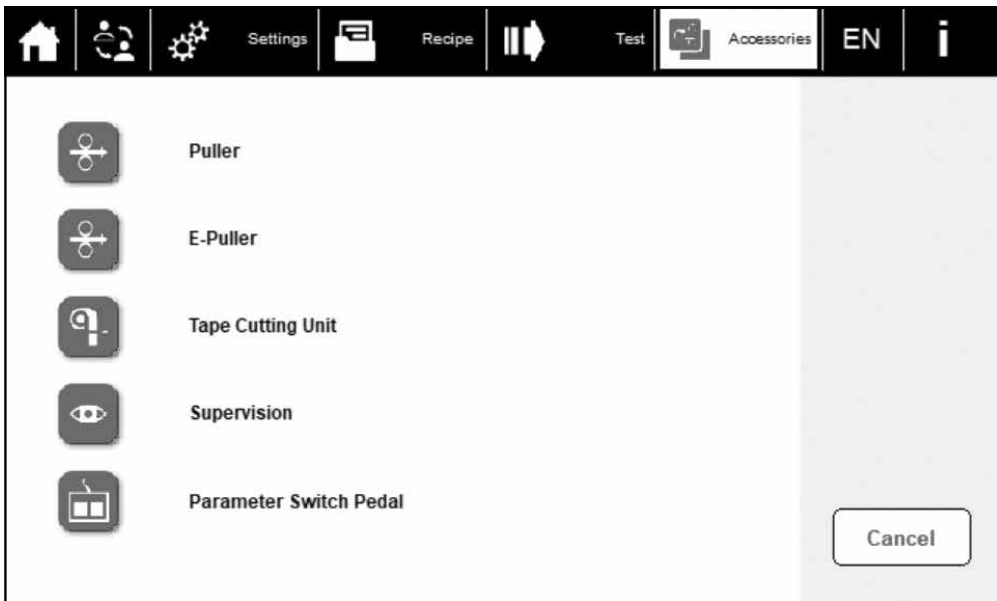 Settings Recipe Test Accessories EN i
Puller
E-Puller
Tape Cutting Unit
Supervision
Parameter Switch Pedal
Cancel